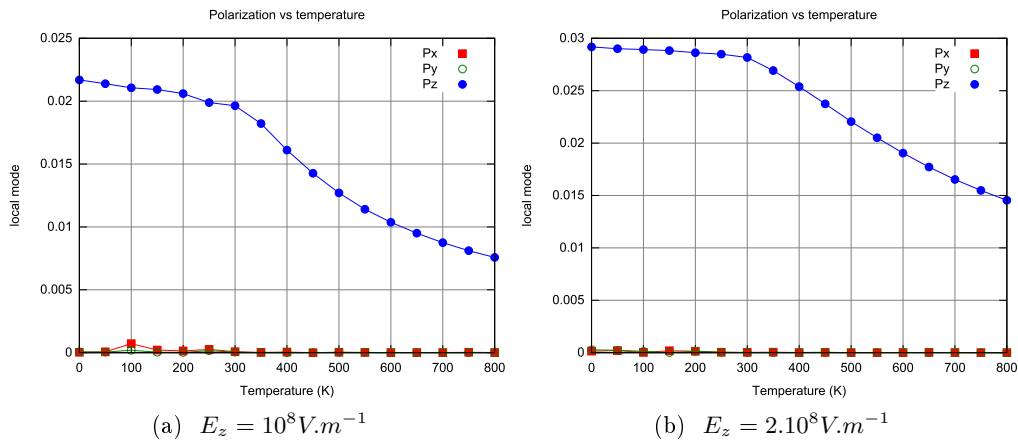 Polarization vs temperature
0.025
0.02
0.015
0.01
0.005
0
local mode
Px
Py
Pz
0 100 200 300 400 500 600 700 800
Temperature (K)
(a) E_z = 10^8 V.m^{-1}
Polarization vs temperature
0.03
0.025
0.02
0.015
0.01
0.005
0
local mode
Px
Py
Pz
0 100 200 300 400 500 600 700 800
Temperature (K)
(b) E_z = 2.10^8 V.m^{-1}